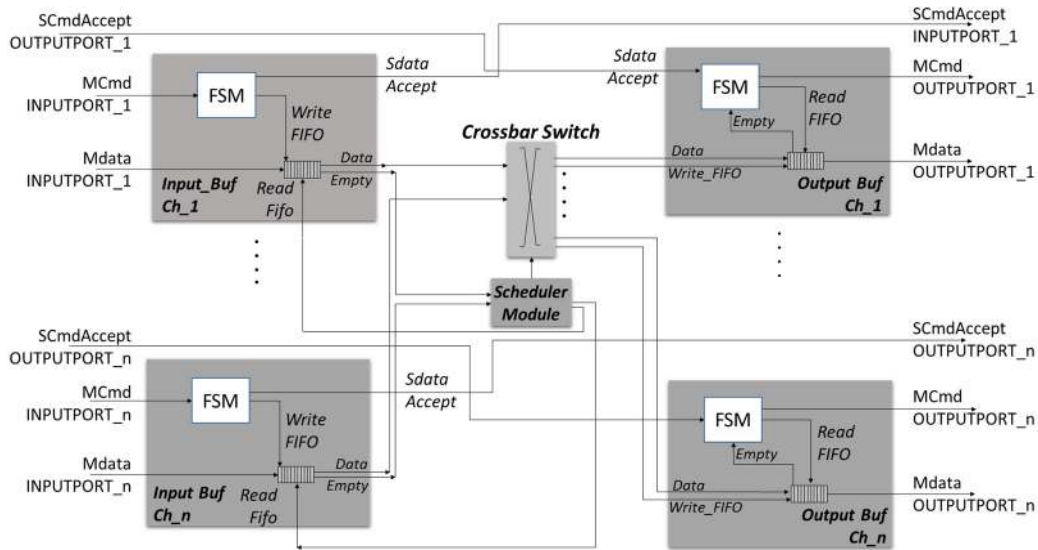 SCmdAccept
OUTPUTPORT_1
SCmdAccept
INPUTPORT_1
Sdata
Accept
Sdata
Accept
MCmd
INPUTPORT_1
FSM
Write
FIFO
Mdata
INPUTPORT_1
Input_Buf
Ch_1
Read
Fifo
Data
Empty
Crossbar Switch
Data
Write_FIFO
FSM
Read
FIFO
Empty
Output Buf
Ch_1
MCmd
OUTPUTPORT_1
Mdata
OUTPUTPORT_1
Scheduler
Module
SCmdAccept
OUTPUTPORT_n
SCmdAccept
OUTPUTPORT_n
Sdata
Accept
MCmd
INPUTPORT_n
FSM
Write
FIFO
Mdata
INPUTPORT_n
Input Buf
Ch_n
Read
Fifo
Data
Empty
Data
Write_FIFO
FSM
Read
FIFO
Empty
Output Buf
Ch_n
MCmd
OUTPUTPORT_n
Mdata
OUTPUTPORT_n